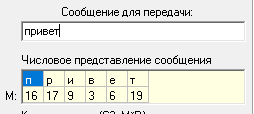 Сообщение для передачи:
привет
Числовое представление сообщения
п р и в е т
М: 16 17 9 3 6 19